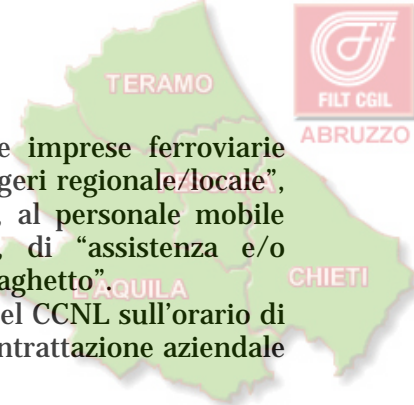 FILT CGIL
ABRUZZO
TERAMO
e imprese ferroviarie
geri regionale/locale”,
, al personale mobile
, di “assistenza e/o
aghetto”.
L'AQUILA
CHIETI
el CCNL sull’orario di
ntrattazione aziendale